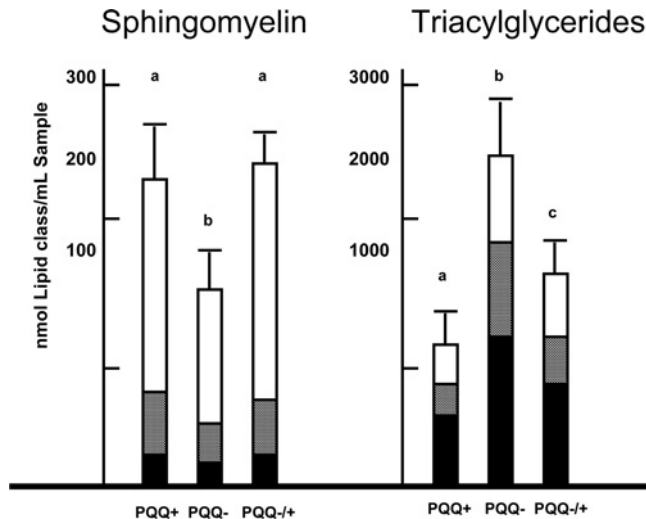 Sphingomyelin
Triacylglycerides
nmol Lipid class/mL Sample
300
200
100
a
b
a
PQQ+
PQQ-
PQQ-/+
3000
2000
1000
a
b
c
PQQ+
PQQ-
PQQ-/+